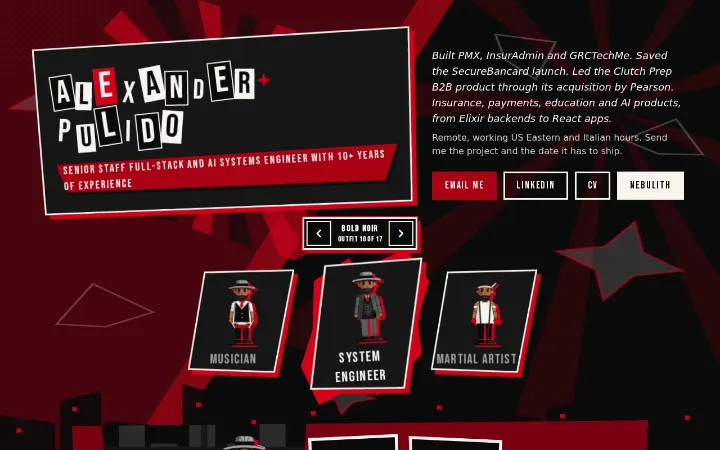 ALEXANDER
PULIDO
SENIOR STAFF FULL-STACK AND AI SYSTEMS ENGINEER WITH 10+ YEARS
OF EXPERIENCE
Built PMX, InsurAdmin and GRCTechMe. Saved
the SecureBancard launch. Led the Clutch Prep
B2B product through its acquisition by Pearson.
Insurance, payments, education and AI products,
from Elixir backends to React apps.
Remote, working US Eastern and Italian hours. Send
me the project and the date it has to ship.
EMAIL ME
LINKEDIN
CV
NEBULITH
BOLD NOIR
OUTFIT 10 OF 17
MUSICIAN
SYSTEM
ENGINEER
MARTIAL ARTIST